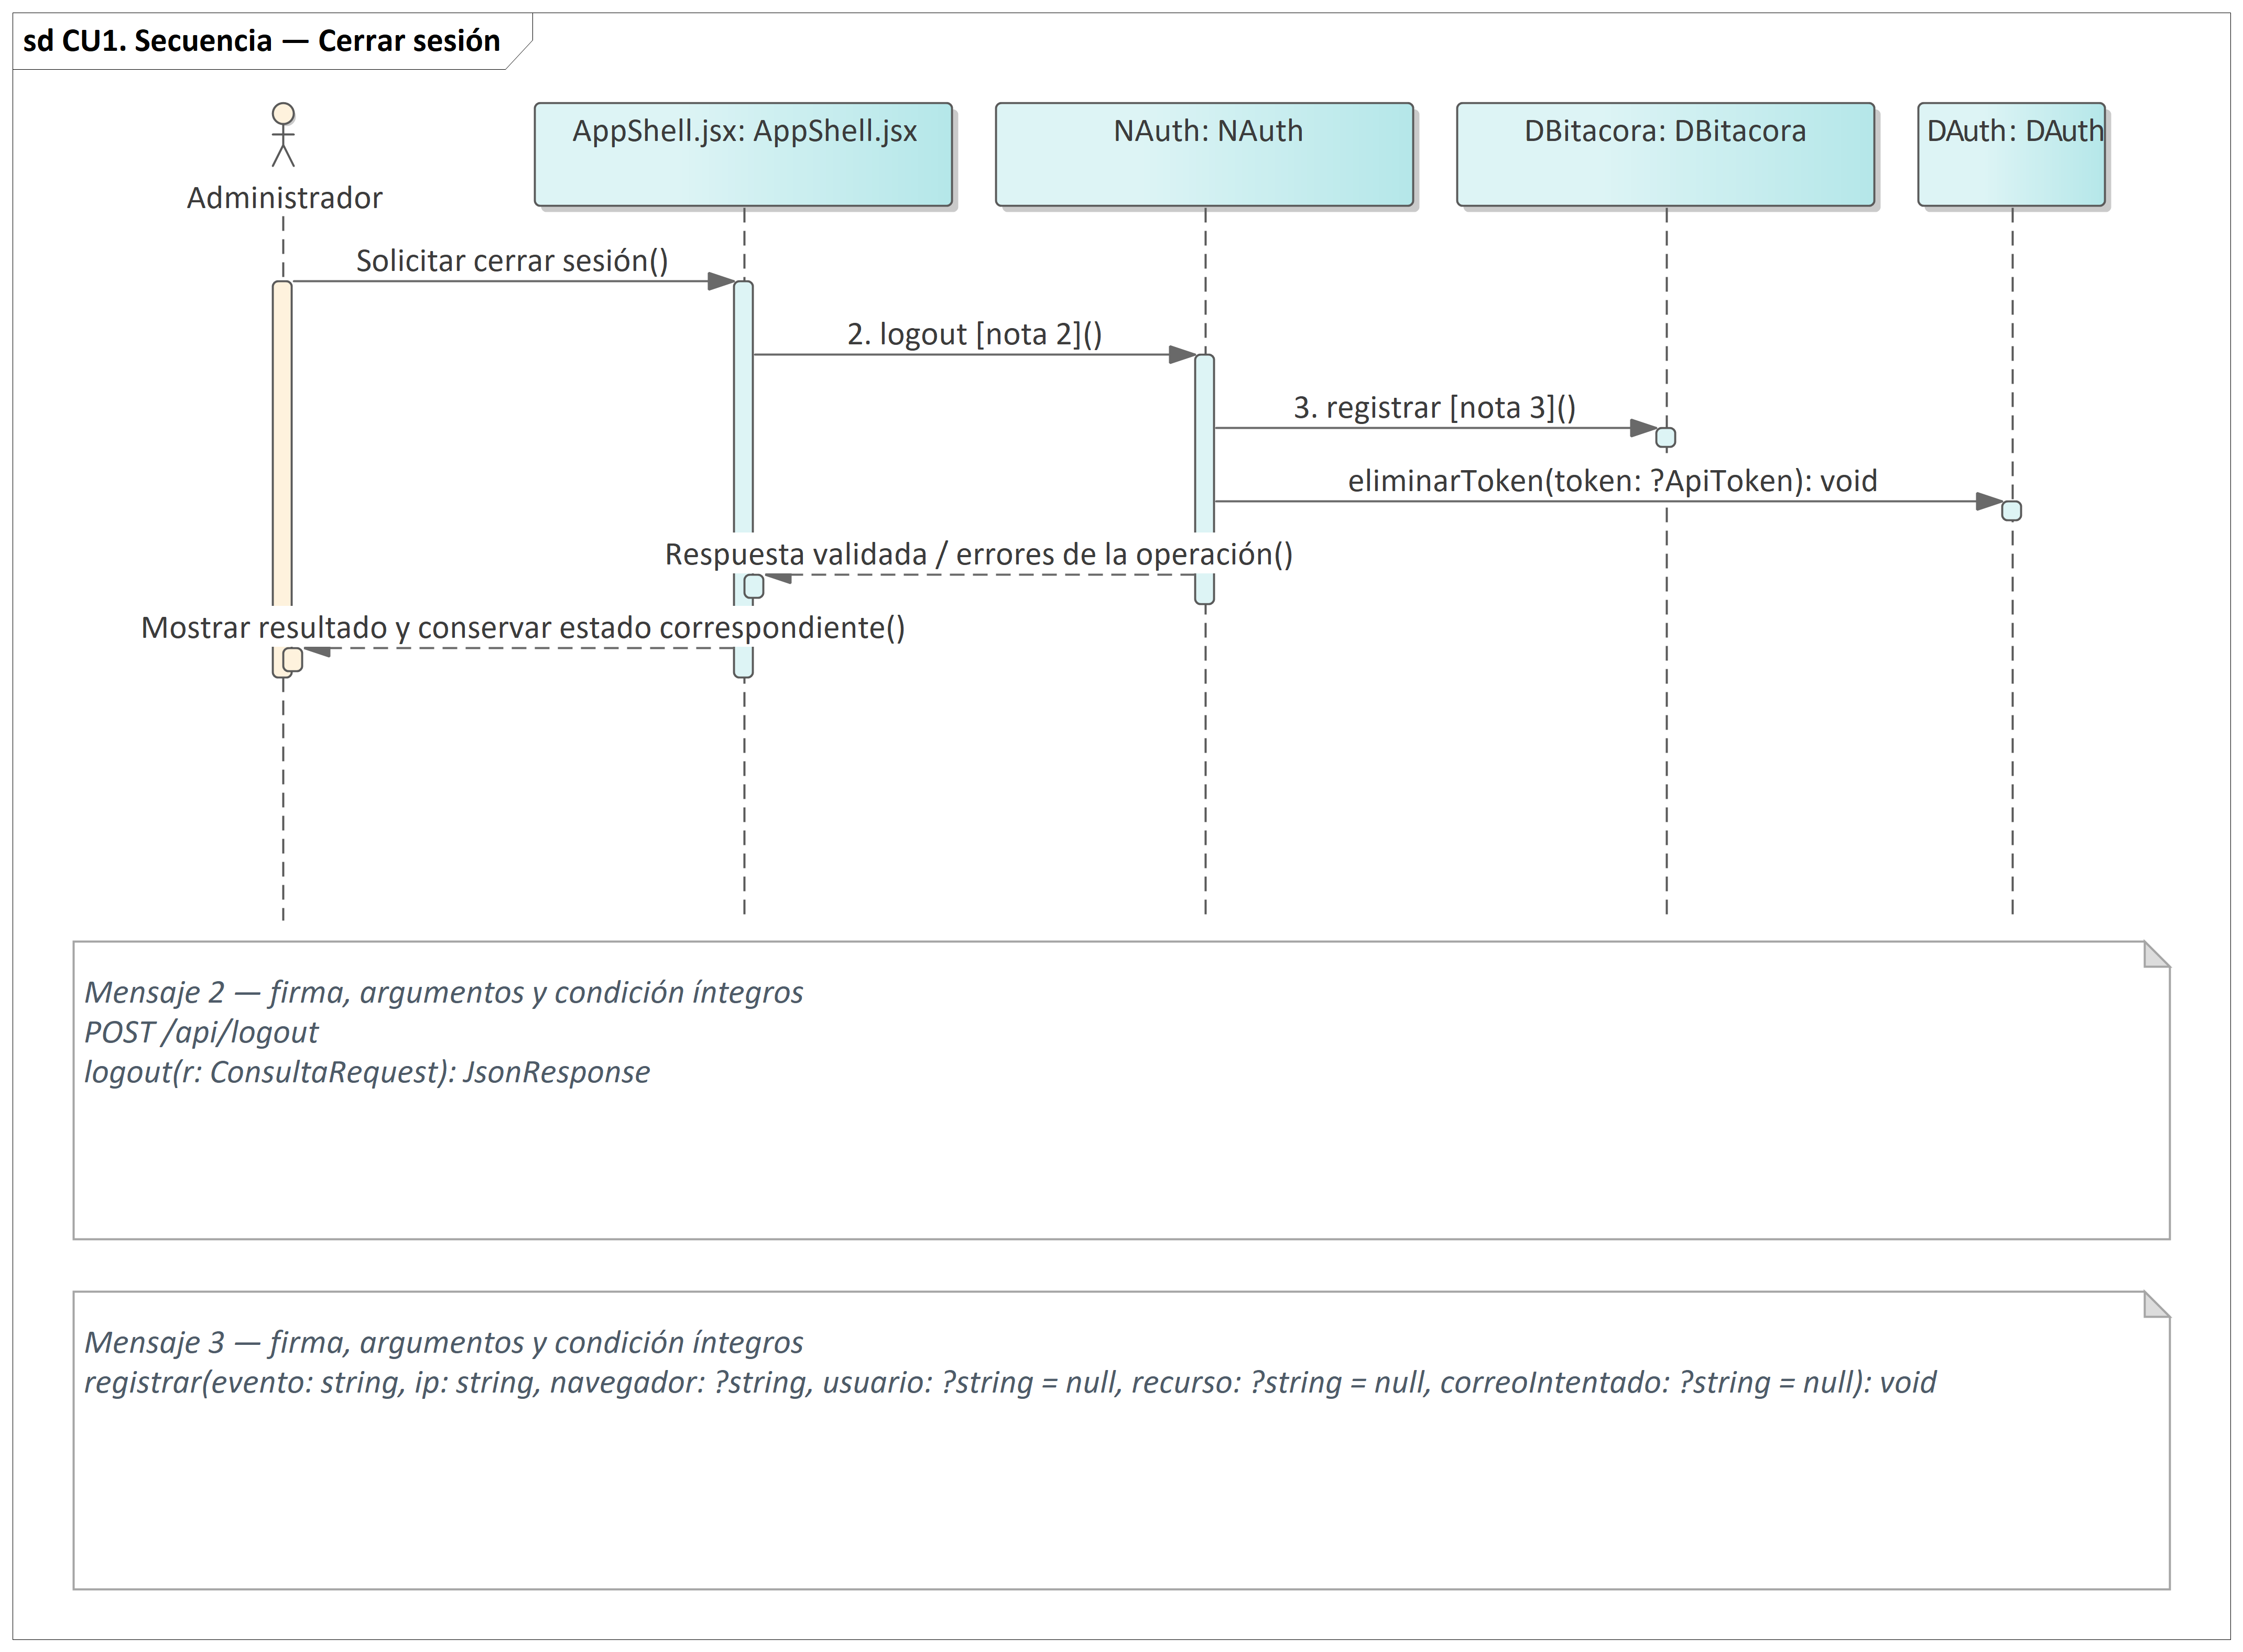 sd CU1. Secuencia — Cerrar sesión
Administrador
AppShell.jsx: AppShell.jsx
NAuth: NAuth
DBitacora: DBitacora
DAuth: DAuth
Solicitar cerrar sesión()
2. logout [nota 2]()
3. registrar [nota 3]()
eliminarToken(token: ?ApiToken): void
Respuesta validada / errores de la operación()
Mostrar resultado y conservar estado correspondiente()
Mensaje 2 — firma, argumentos y condición íntegros
POST /api/logout
logout(r: ConsultaRequest): JsonResponse
Mensaje 3 — firma, argumentos y condición íntegros
registrar(evento: string, ip: string, navegador: ?string, usuario: ?string = null, recurso: ?string = null, correoIntentado: ?string = null): void